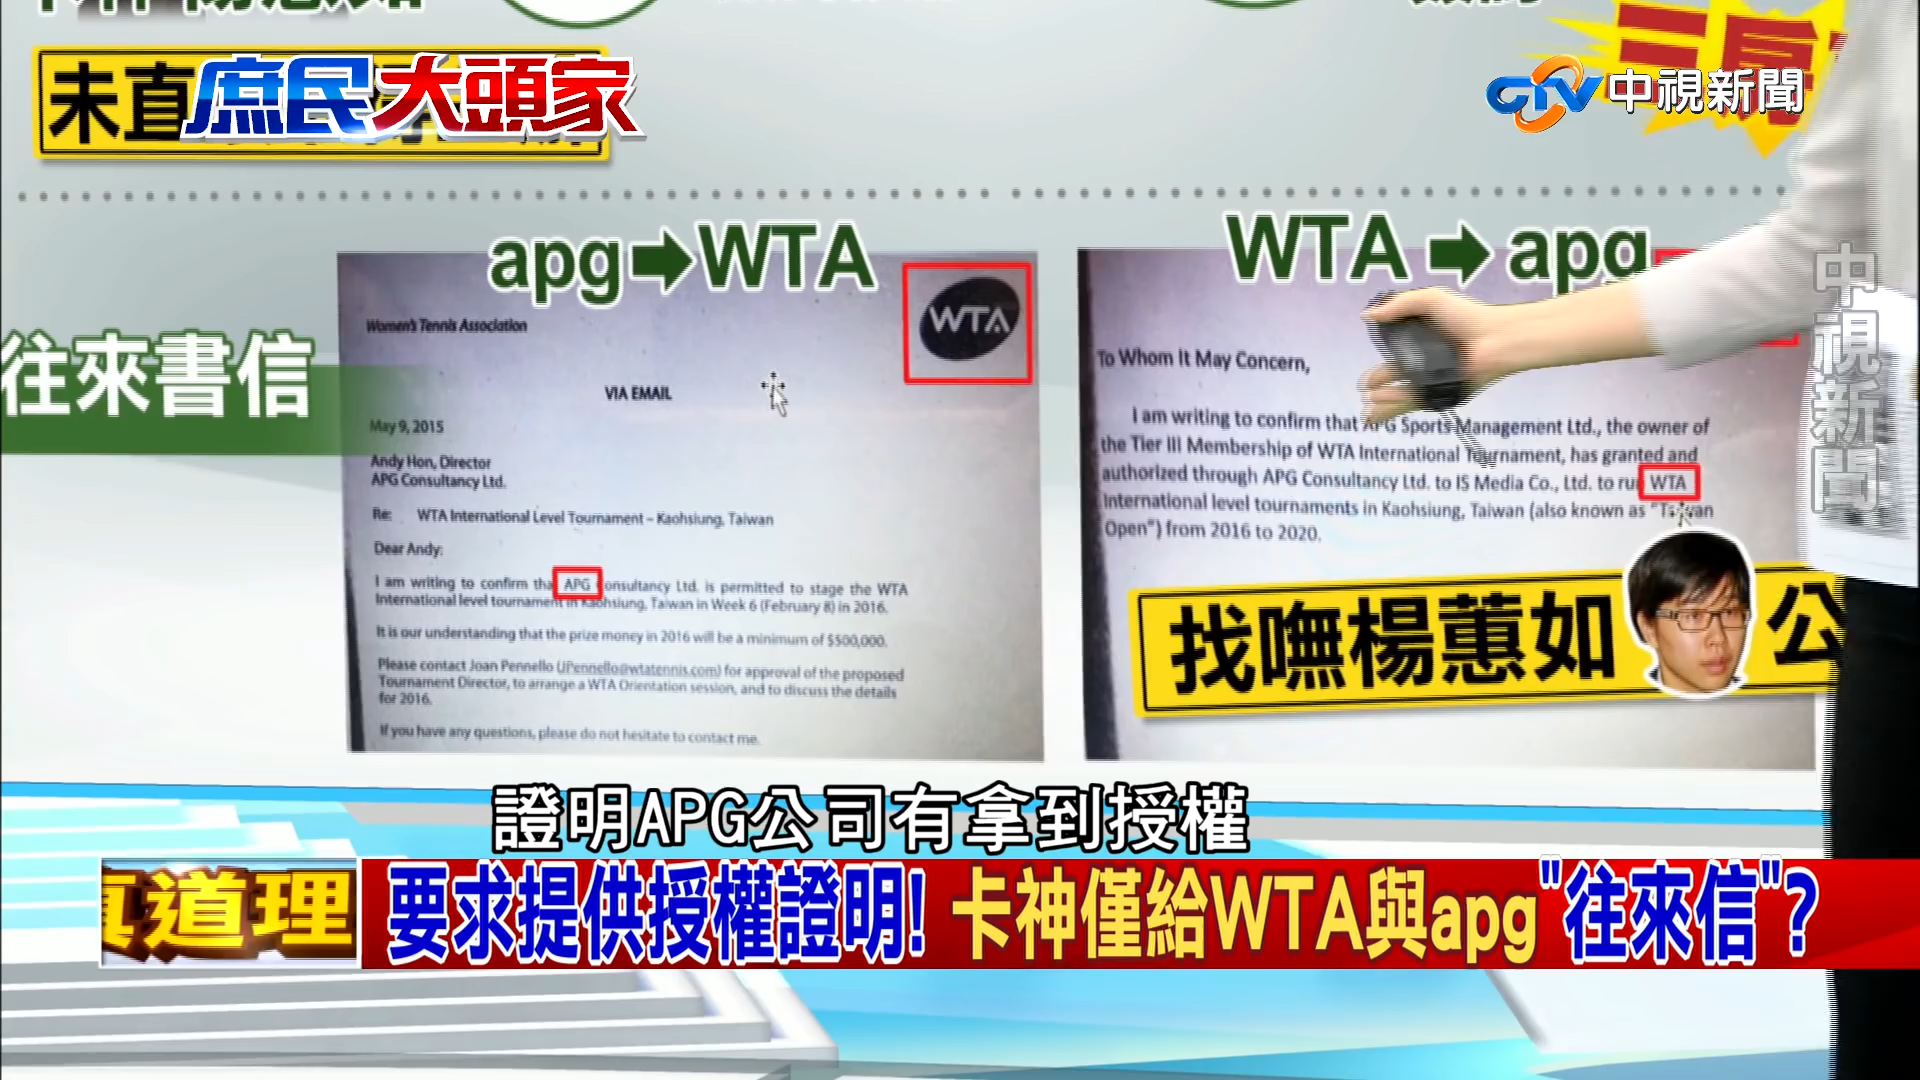 未直
庶民大頭家
CTV中視新聞
apg➡WTA
WTA➡apg
往來書信
WTA
Women's Tennis Association
VIA EMAIL
May 9, 2015
Andy Hon, Director
APG Consultancy Ltd.
Re: WTA International Level Tournament – Kaohsiung, Taiwan
Dear Andy:
I am writing to confirm tha APG Consultancy Ltd. is permitted to stage the WTA
International level tournament in Kaohsiung, Taiwan in Week 6 (February 8) in 2016.
It is our understanding that the prize money in 2016 will be a minimum of $500,000.
Please contact Joan Pennello (JPennello@wtatennis.com) for approval of the proposed
Tournament Director, to arrange a WTA Orientation session, and to discuss the details
for 2016.
If you have any questions, please do not hesitate to contact me.
To Whom It May Concern,
I am writing to confirm that APG Sports Management Ltd., the owner of
the Tier III Membership of WTA International Tournament, has granted and
authorized through APG Consultancy Ltd. to IS Media Co., Ltd. to run WTA
International level tournaments in Kaohsiung, Taiwan (also known as "Taiwan
Open") from 2016 to 2020.
中視新聞
找嘸楊蕙如 公
證明APG公司有拿到授權
真道理
要求提供授權證明! 卡神僅給WTA與apg"往來信"?